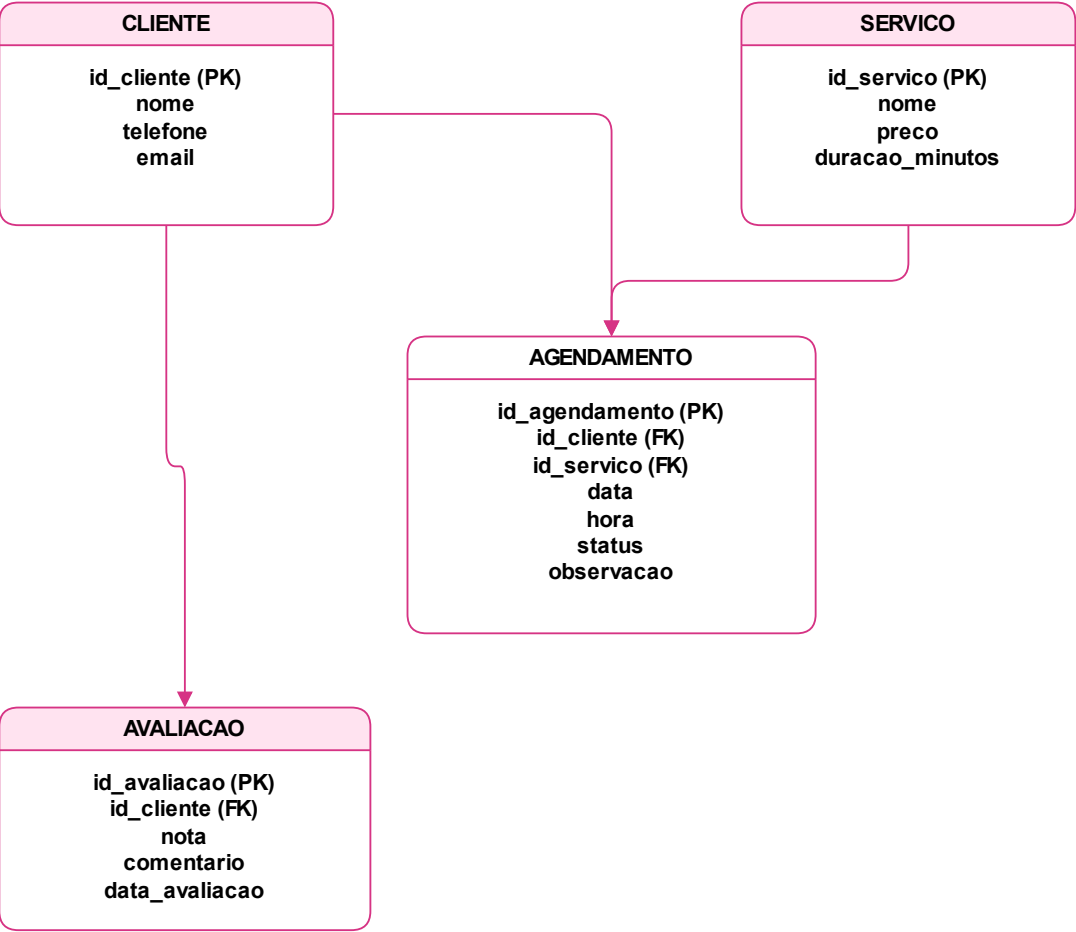 CLIENTE
id_cliente (PK)
nome
telefone
email
SERVICO
id_servico (PK)
nome
preco
duracao_minutos
AGENDAMENTO
id_agendamento (PK)
id_cliente (FK)
id_servico (FK)
data
hora
status
observacao
AVALIACAO
id_avaliacao (PK)
id_cliente (FK)
nota
comentario
data_avaliacao